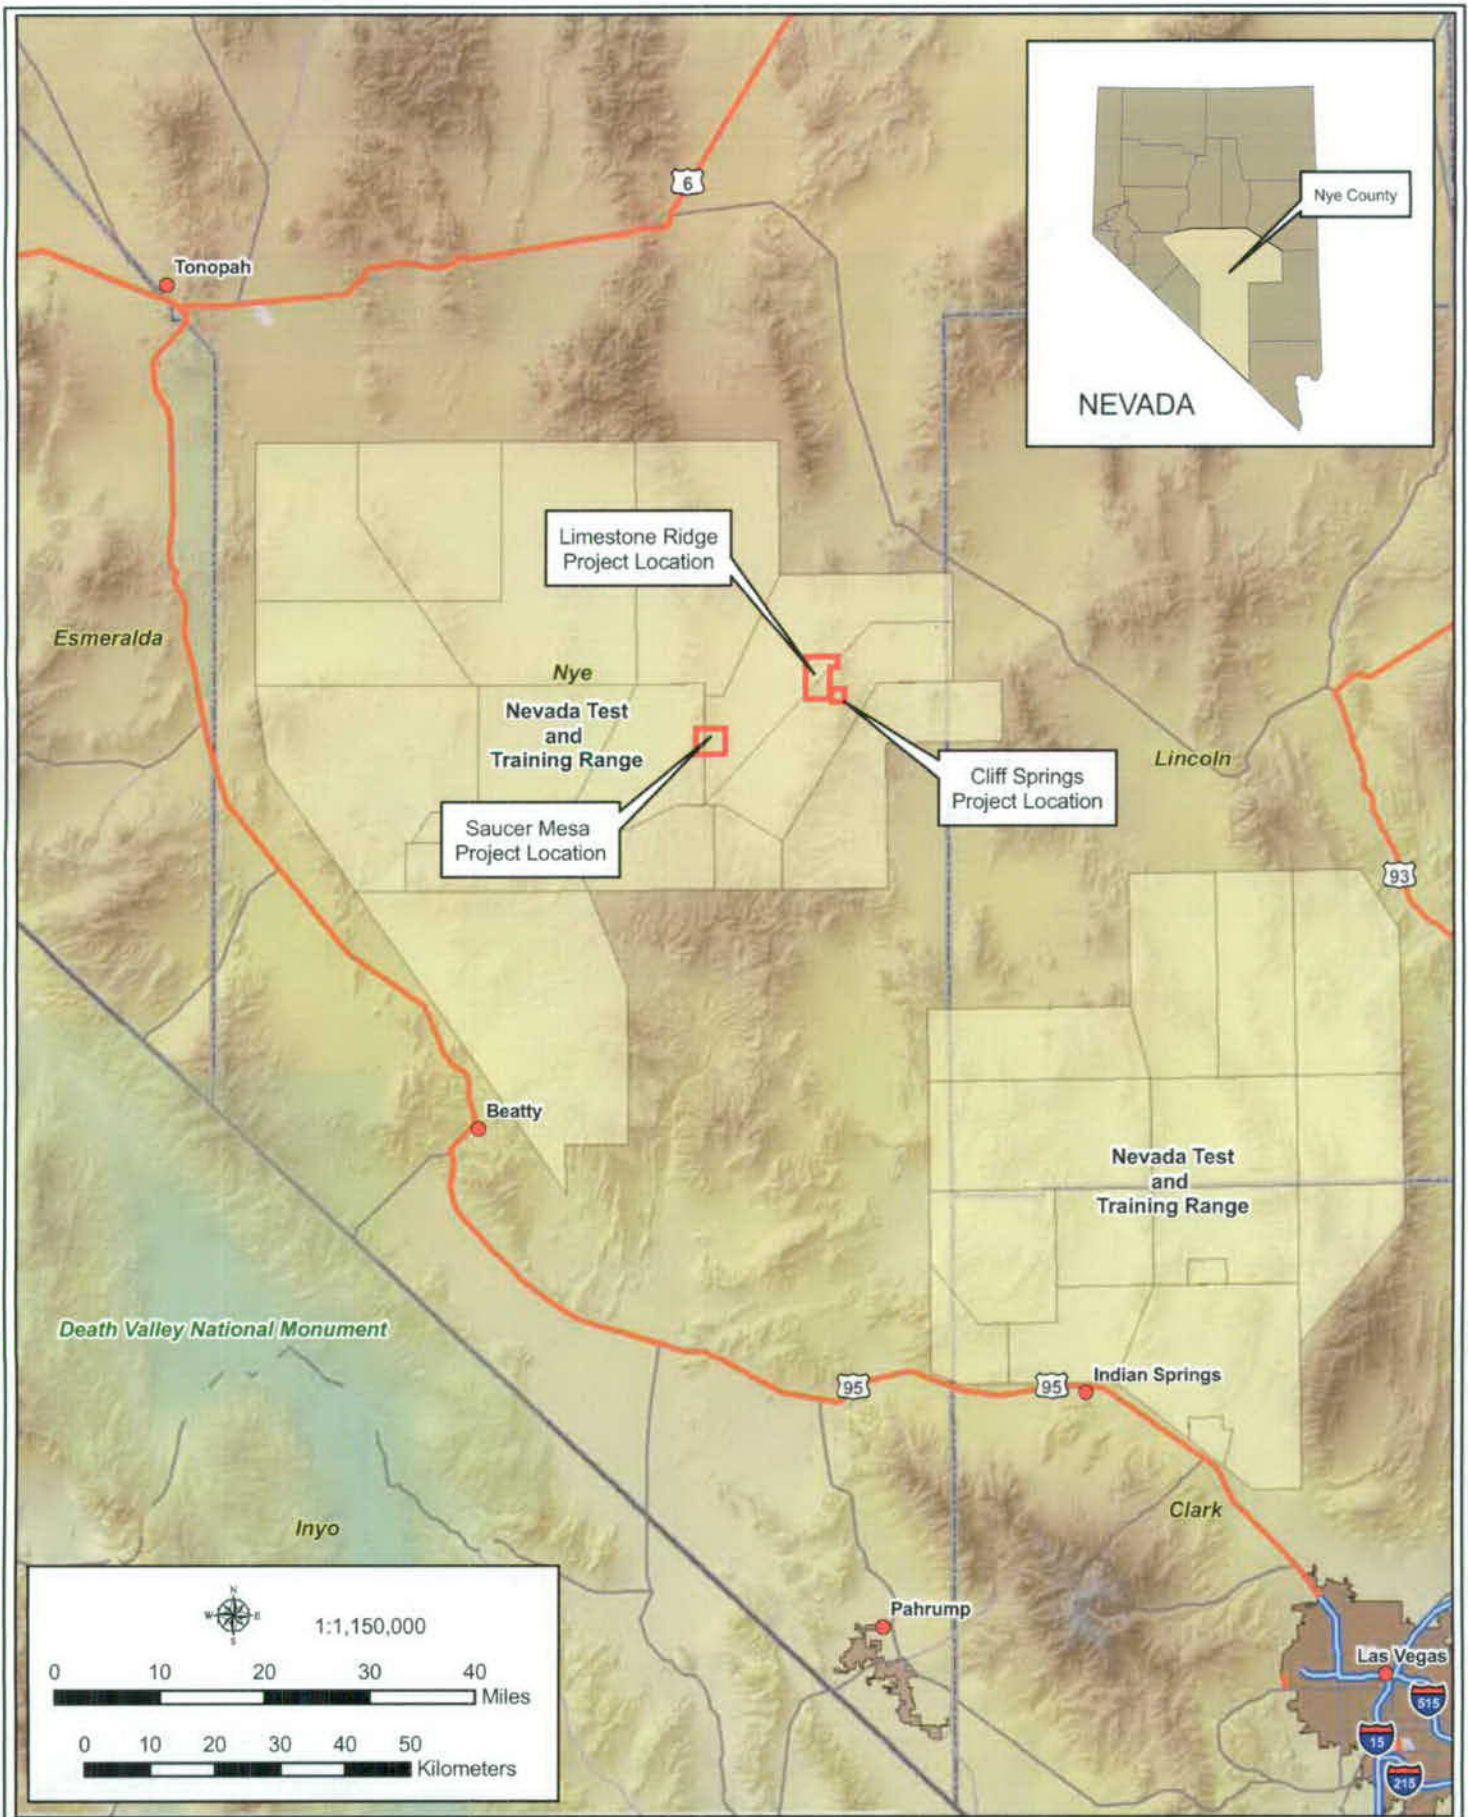 6
Nye County
NEVADA
Tonopah
Limestone Ridge
Project Location
Esmeralda
Nye
Nevada Test
and
Training Range
Saucer Mesa
Project Location
Cliff Springs
Project Location
Lincoln
93
Beatty
Nevada Test
and
Training Range
Death Valley National Monument
95
95
Indian Springs
Clark
Inyo
Pahrump
Las Vegas
515
15
215
N
W
E
S
1:1,150,000
0 10 20 30 40
Miles
0 10 20 30 40 50
Kilometers